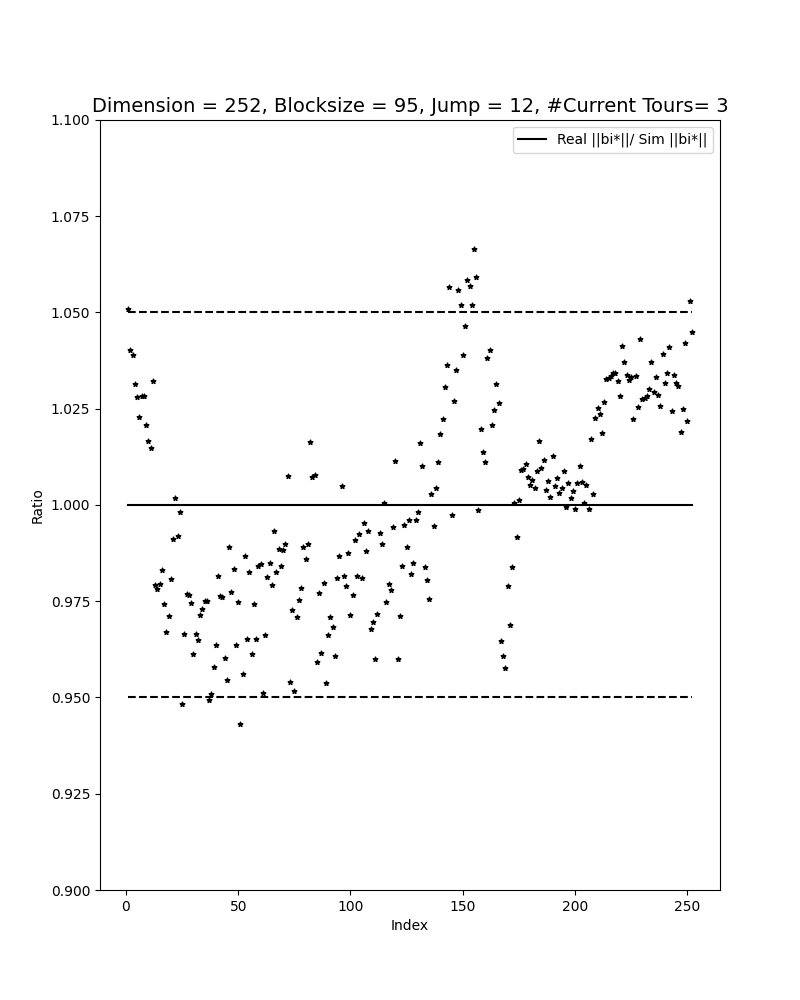 Dimension = 252, Blocksize = 95, Jump = 12, #Current Tours= 3
1.100
Real ||bi*||/ Sim ||bi*||
1.075
1.050
1.025
1.000
Ratio
0.975
0.950
0.925
0.900
0 50 100 150 200 250
Index